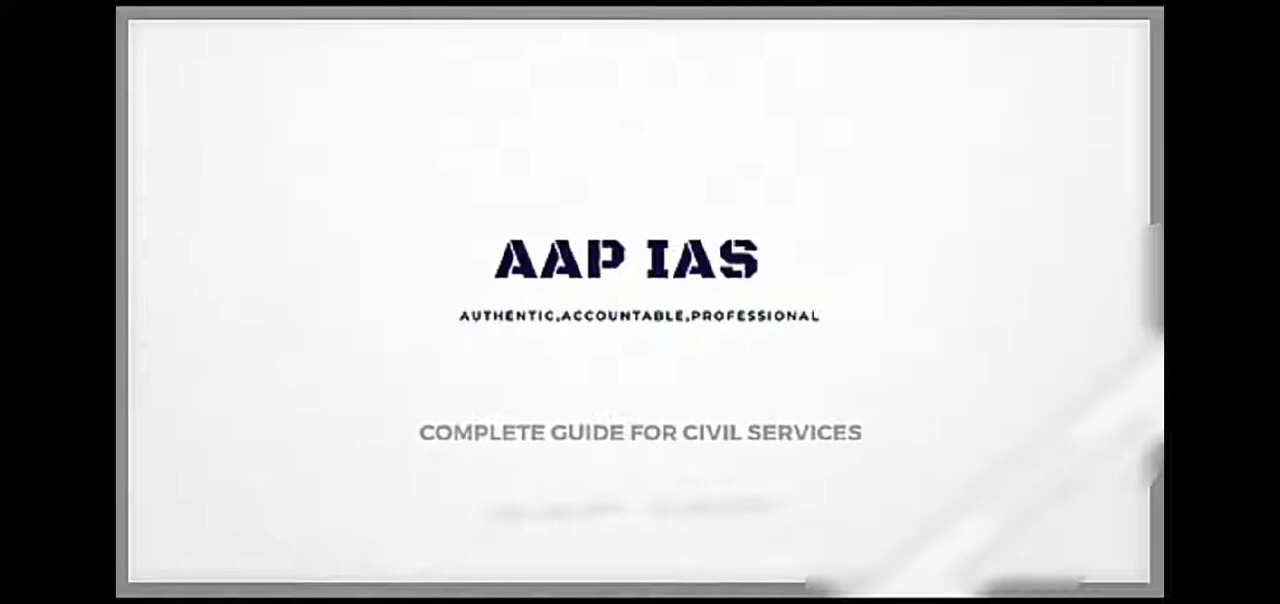 AAP IAS
AUTHENTIC,ACCOUNTABLE,PROFESSIONAL
COMPLETE GUIDE FOR CIVIL SERVICES